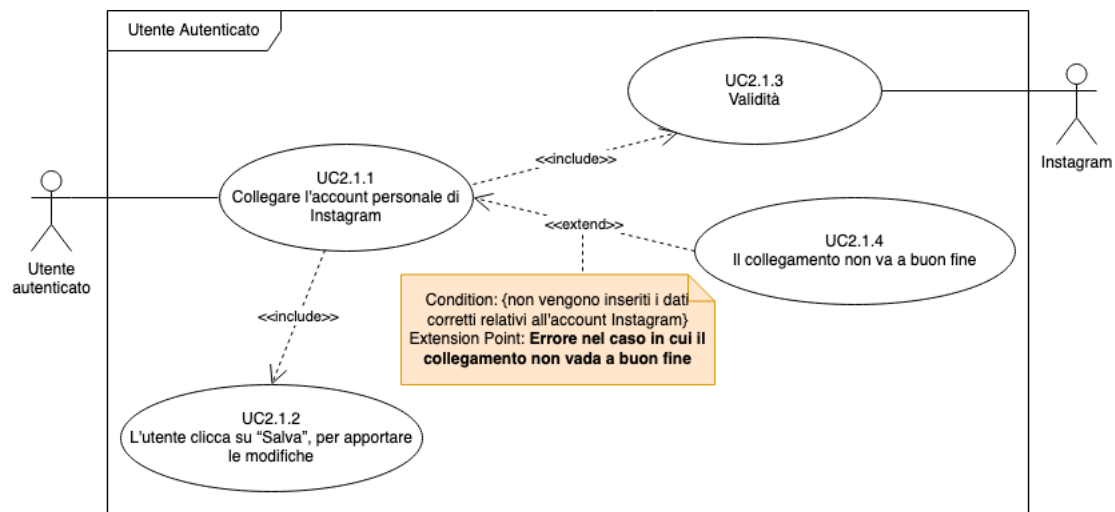 Utente Autenticato
UC2.1.3
Validità
Instagram
<<include>>
UC2.1.1
Collegare l'account personale di
Instagram
<<extend>>
UC2.1.4
Il collegamento non va a buon fine
Utente
autenticato
Condition: {non vengono inseriti i dati
corretti relativi all'account Instagram}
Extension Point: Errore nel caso in cui il
collegamento non vada a buon fine
<<include>>
UC2.1.2
L'utente clicca su “Salva”, per apportare
le modifiche